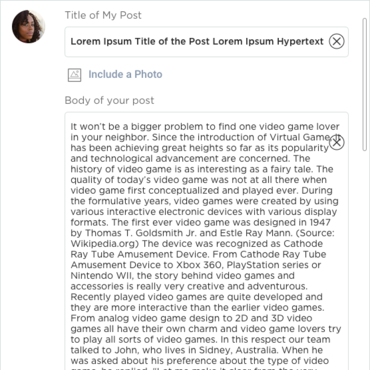 Title of My Post
Lorem Ipsum Title of the Post Lorem Ipsum Hypertext
Include a Photo
Body of your post
It won't be a bigger problem to find one video game lover
in your neighbor. Since the introduction of Virtual Game, it
has been achieving great heights so far as its popularity
and technological advancement are concerned. The
history of video game is as interesting as a fairy tale. The
quality of today's video game was not at all there when
video game first conceptualized and played ever. During
the formulative years, video games were created by using
various interactive electronic devices with various display
formats. The first ever video game was designed in 1947
by Thomas T. Goldsmith Jr. and Estle Ray Mann. (Source:
Wikipedia.org) The device was recognized as Cathode
Ray Tube Amusement Device. From Cathode Ray Tube
Amusement Device to Xbox 360, PlayStation series or
Nintendo WII, the story behind video games and
accessories is really very creative and adventurous.
Recently played video games are quite developed and
they are more interactive than the earlier video games.
From analog video game design to 2D and 3D video
games all have their own charm and video game lovers try
to play all sorts of video games. In this respect our team
talked to John, who lives in Sidney, Australia. When he
was asked about his preference about the type of video